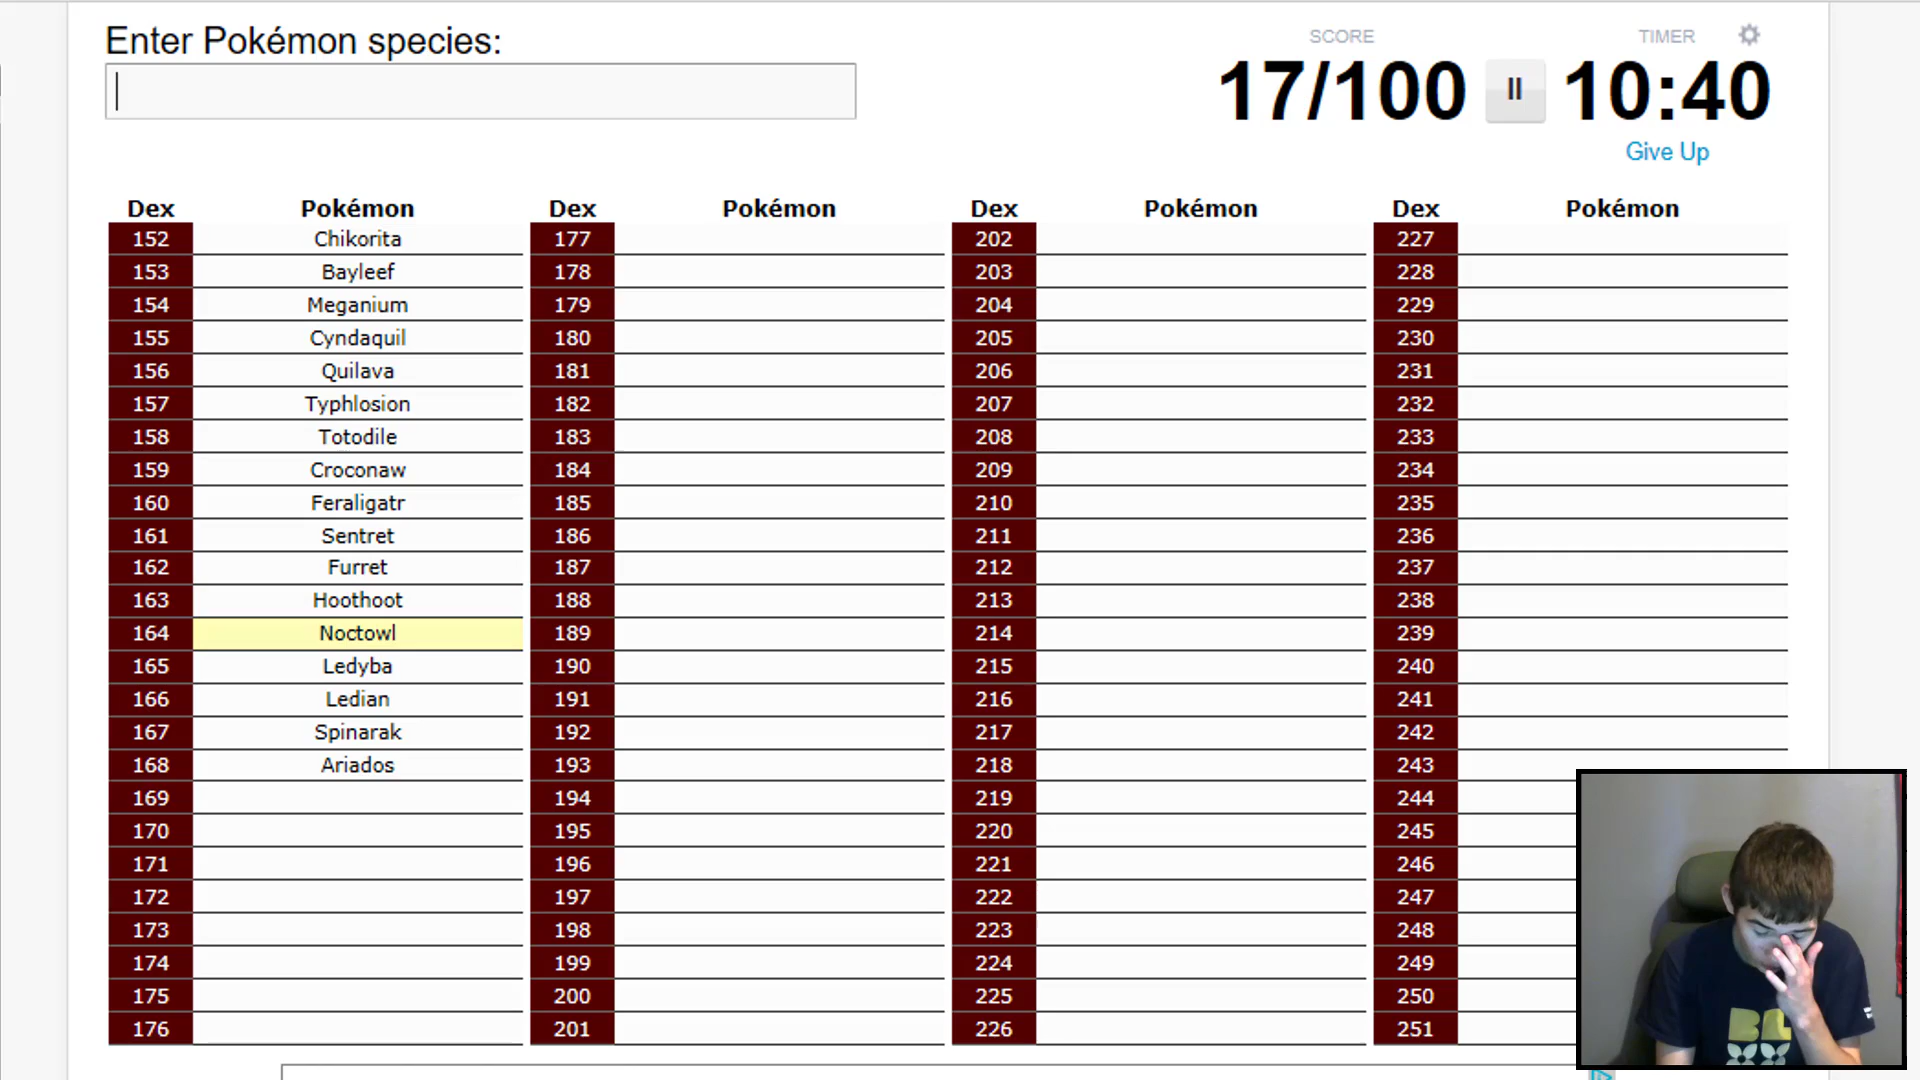 Enter Pokémon species:
SCORE
TIMER
17/100
10:40
Give Up
Dex Pokémon Dex Pokémon Dex Pokémon Dex Pokémon
152 Chikorita 177 202 227
153 Bayleef 178 203 228
154 Meganium 179 204 229
155 Cyndaquil 180 205 230
156 Quilava 181 206 231
157 Typhlosion 182 207 232
158 Totodile 183 208 233
159 Croconaw 184 209 234
160 Feraligatr 185 210 235
161 Sentret 186 211 236
162 Furret 187 212 237
163 Hoothoot 188 213 238
164 Noctowl 189 214 239
165 Ledyba 190 215 240
166 Ledian 191 216 241
167 Spinarak 192 217 242
168 Ariados 193 218 243
169 194 219 244
170 195 220 245
171 196 221 246
172 197 222 247
173 198 223 248
174 199 224 249
175 200 225 250
176 201 226 251